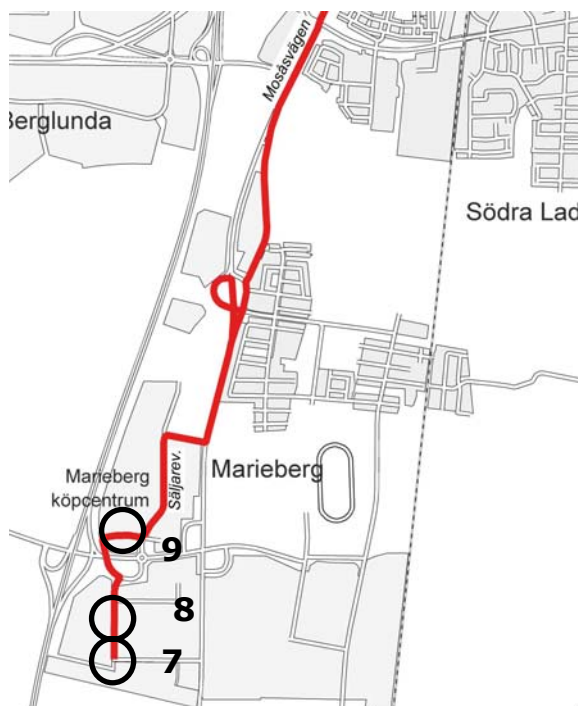 Mosåsvägen
Berglunda
Södra Lad
Marieberg
köpcentrum
Säljarev.
Marieberg
9
8
7